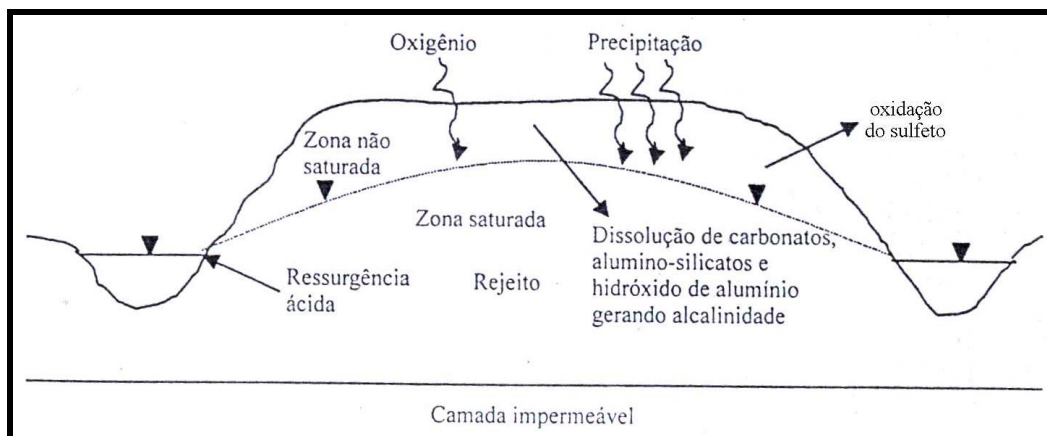 Oxigênio
Precipitação
oxidação
do sulfeto
Zona não
saturada
Zona saturada
Dissolução de carbonatos,
alumino-silicatos e
hidróxido de alumínio
gerando alcalinidade
Ressurgência
ácida
Rejeito
Camada impermeável